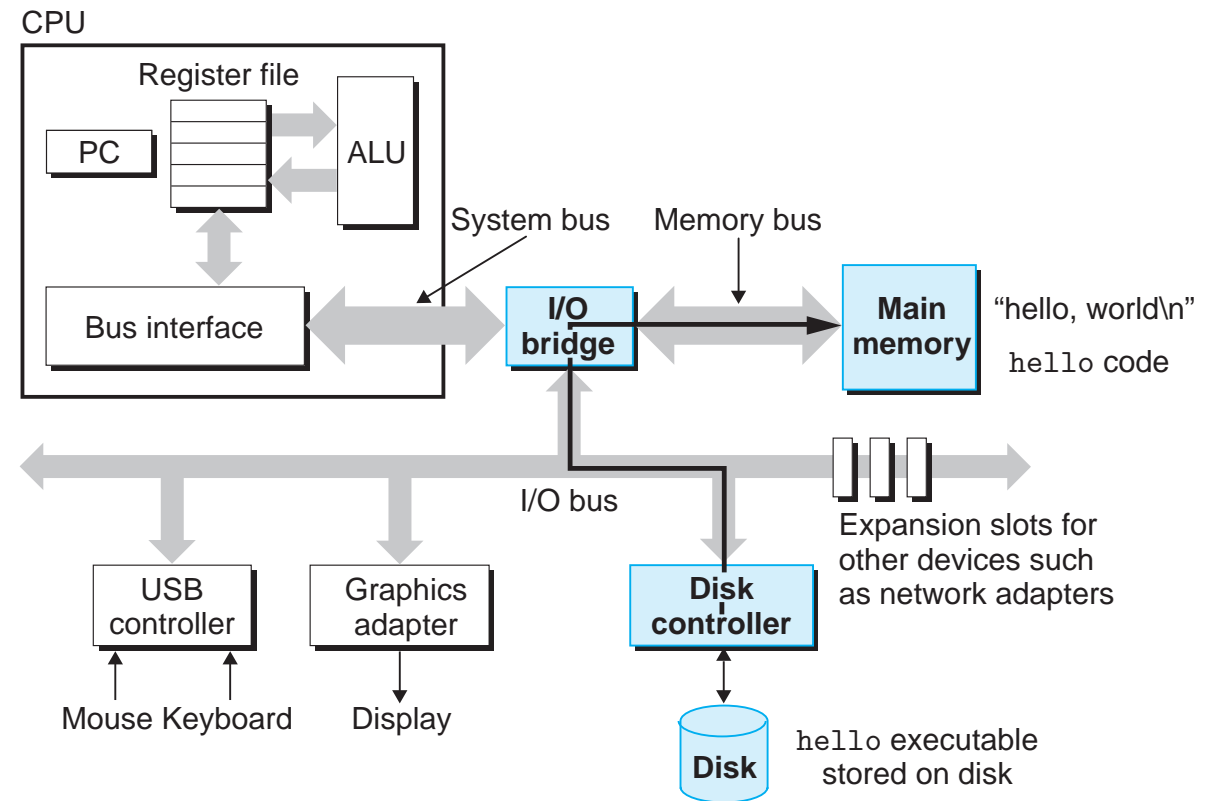 CPU
Register file
PC
ALU
System bus
Memory bus
Bus interface
I/O
bridge
Main
memory
“hello, world\n”
hello code
I/O bus
Expansion slots for
other devices such
as network adapters
USB
controller
Graphics
adapter
Disk
controller
Mouse Keyboard
Display
Disk
hello executable
stored on disk